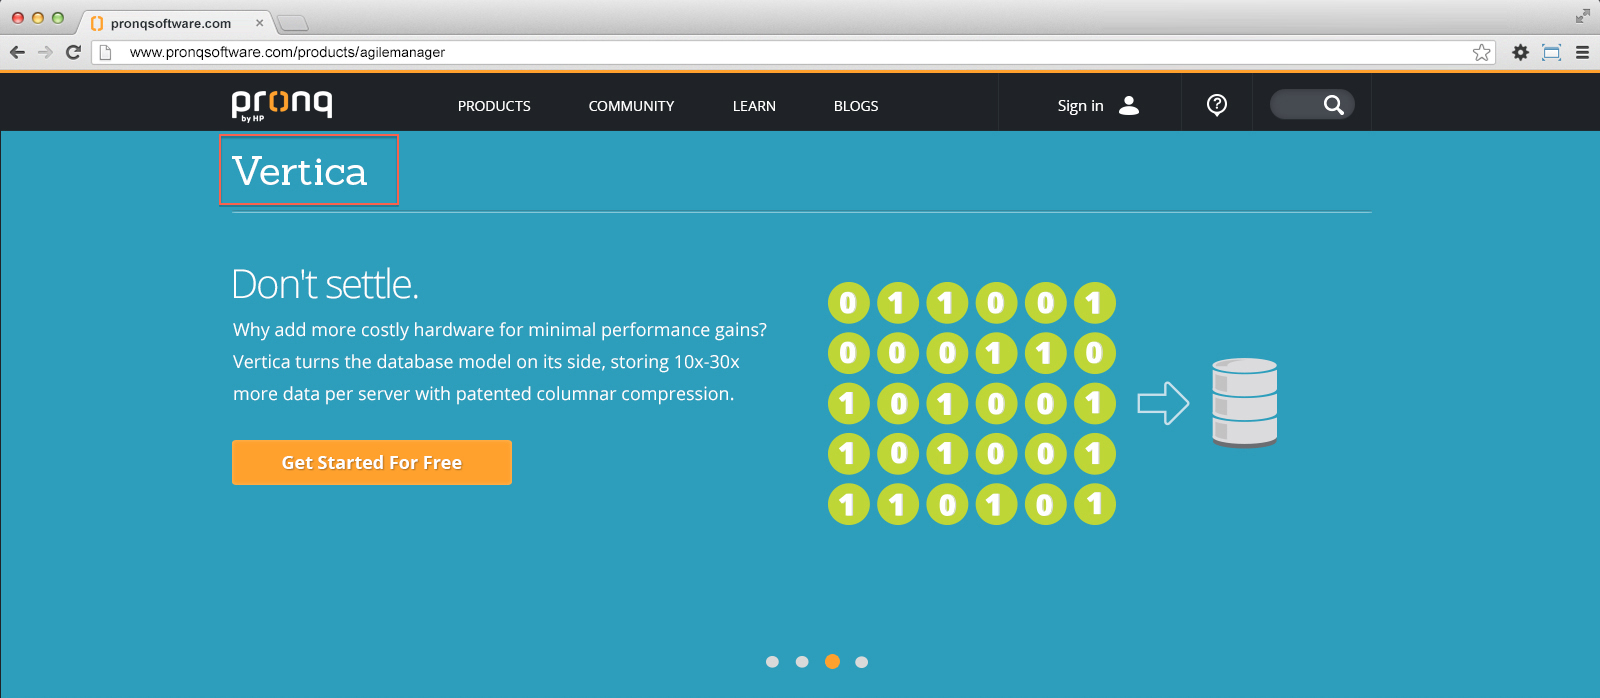 pronqsoftware.com
www.pronqsoftware.com/products/agilemanager
pronq
by HP
PRODUCTS COMMUNITY LEARN BLOGS Sign in
Vertica
Don't settle.
Why add more costly hardware for minimal performance gains?
Vertica turns the database model on its side, storing 10x-30x
more data per server with patented columnar compression.
Get Started For Free
0 1 1 0 0 1
0 0 0 1 1 0
1 0 1 0 0 1
1 0 1 0 0 1
1 1 0 1 0 1